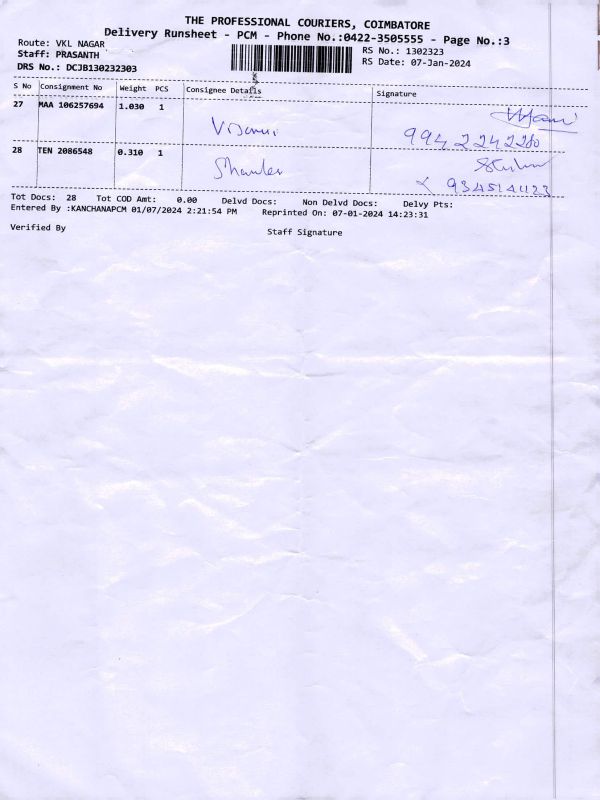 THE PROFESSIONAL COURIERS, COIMBATORE
Delivery Runsheet - PCM - Phone No.:0422-3505555 - Page No.:3
Route: VKL NAGAR
RS No.: 1302323
Staff: PRASANTH
RS Date: 07-Jan-2024
DRS No.: DCJB130232303
S No Consignment No Weight PCS Consignee Details Signature
27 MAA 106257694 1.030 1
994 2242280
28 TEN 2086548 0.310 1
Tot Docs: 28 Tot COD Amt: 0.00 Delvd Docs: Non Delvd Docs: Delvy Pts:
Entered By :KANCHANAPCM 01/07/2024 2:21:54 PM Reprinted On: 07-01-2024 14:23:31
Verified By Staff Signature